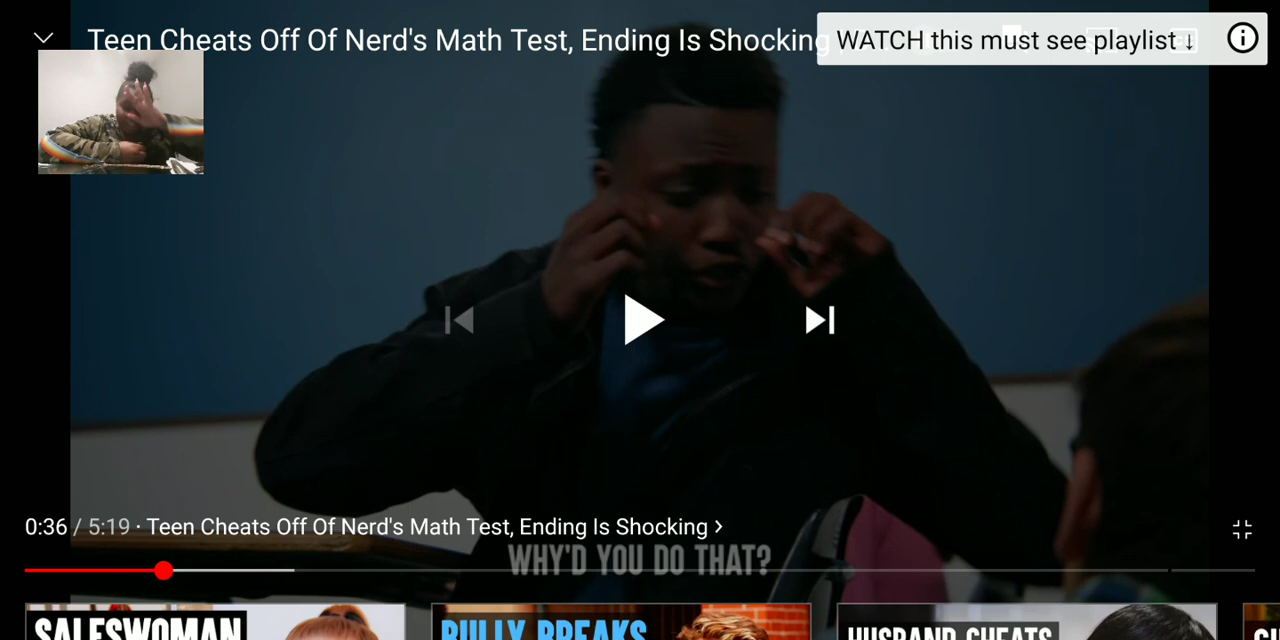 Teen Cheats Off Of Nerd's Math Test, Ending Is Shocking
WATCH this must see playlist ↓
0:36 / 5:19 · Teen Cheats Off Of Nerd's Math Test, Ending Is Shocking >
WHY'D YOU DO THAT?
SALESWOMAN
BULLY BREAKS
HUSBAND CHEATS